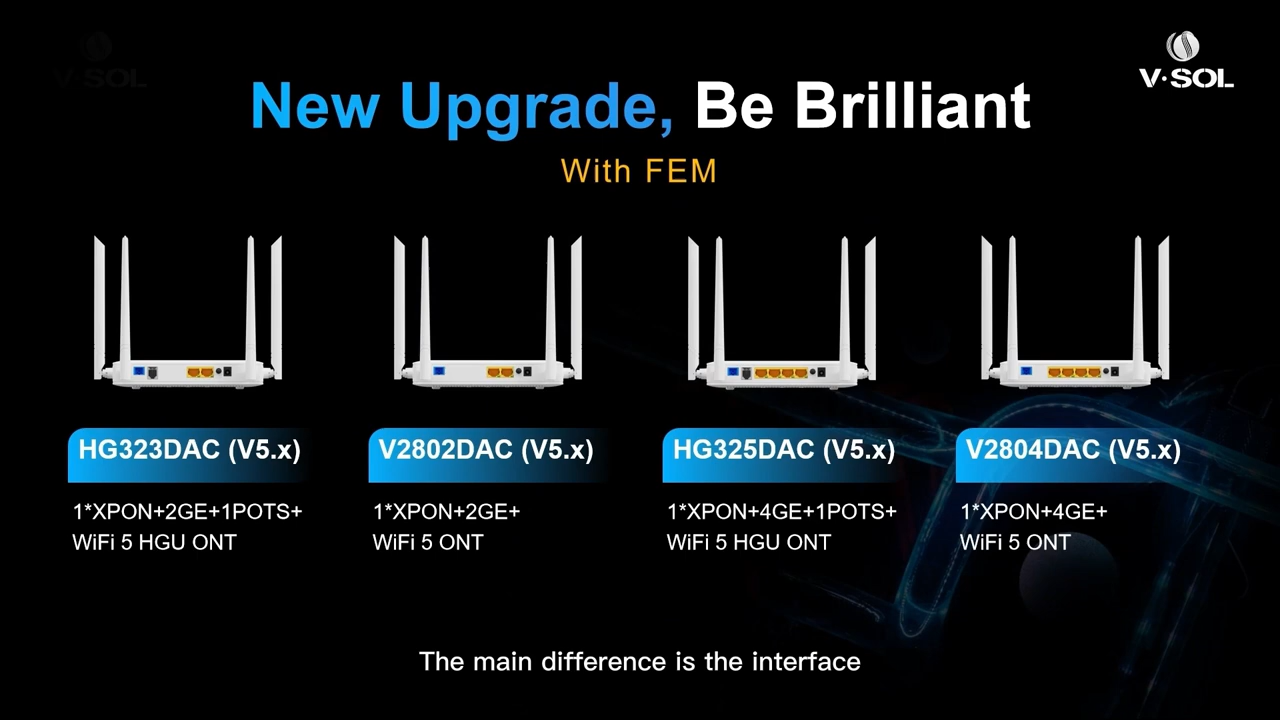 V·SOL
V·SOL
New Upgrade, Be Brilliant
With FEM
HG323DAC (V5.x)
1*XPON+2GE+1POTS+
WiFi 5 HGU ONT
V2802DAC (V5.x)
1*XPON+2GE+
WiFi 5 ONT
HG325DAC (V5.x)
1*XPON+4GE+1POTS+
WiFi 5 HGU ONT
V2804DAC (V5.x)
1*XPON+4GE+
WiFi 5 ONT
The main difference is the interface